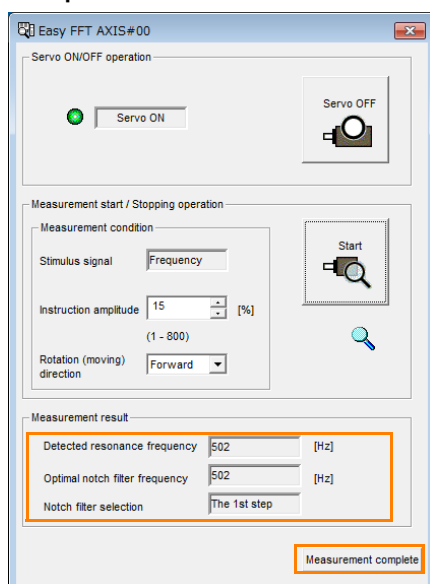 Easy FFT AXIS#00
Servo ON/OFF operation
Servo ON
Servo OFF
Measurement start / Stopping operation
Measurement condition
Stimulus signal Frequency
Instruction amplitude 15 [%]
(1 - 800)
Rotation (moving)
direction Forward
Start
Measurement result
Detected resonance frequency 502 [Hz]
Optimal notch filter frequency 502 [Hz]
Notch filter selection The 1st step
Measurement complete